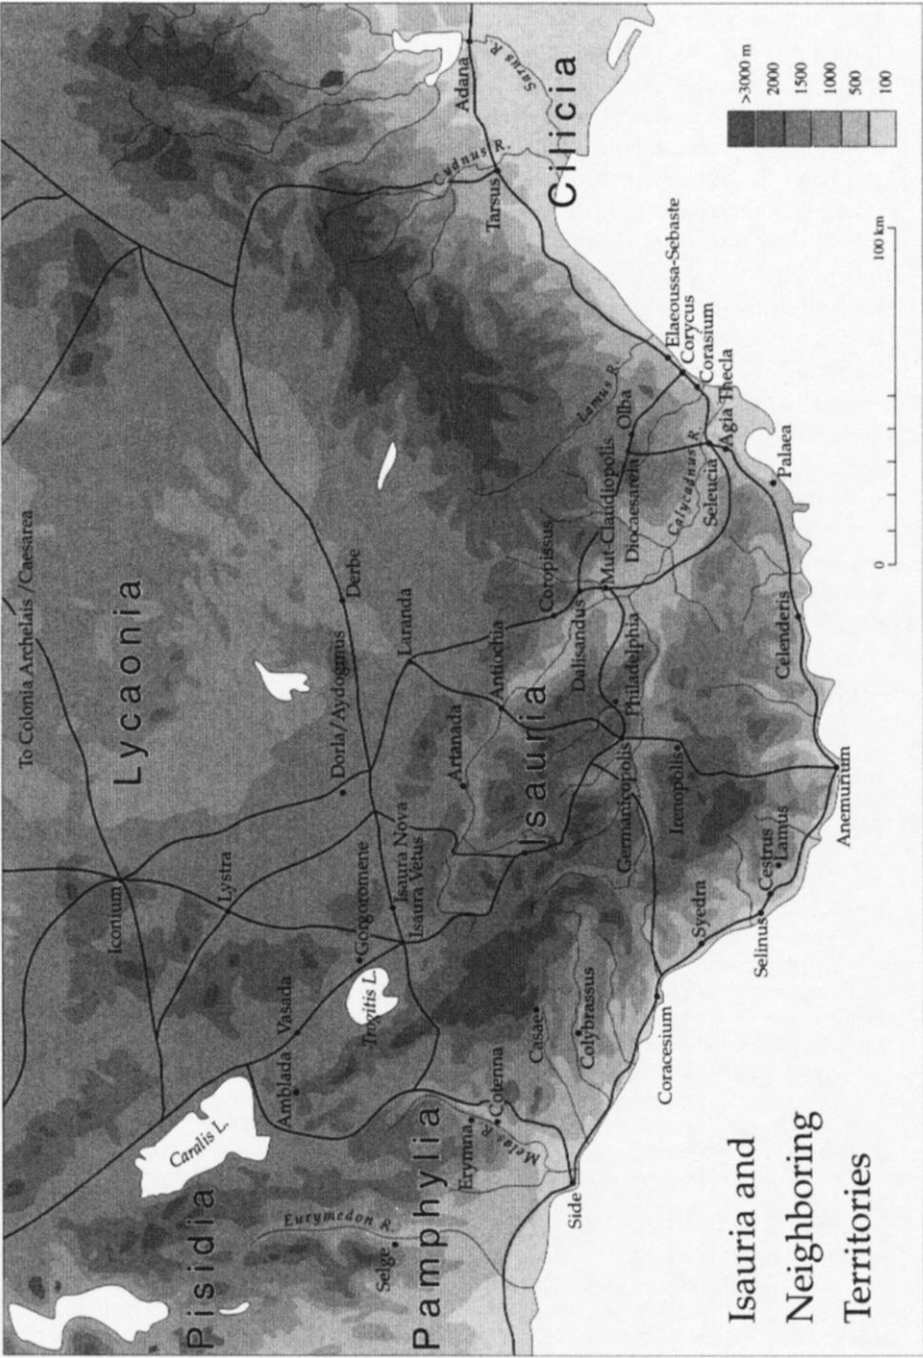 To Colonia Archelais /Caesarea
Lycaonia
Iconium
Lystra
Dorla/Aydogmus
Derbe
Laranda
Gorgoromene
Isaura Nova
Isaura Vetus
Vasada
Amblada
Trogitis L.
Caralis L.
Pisidia
Eurymedon R.
Selge
Pamphylia
Erymna
Cotenna
Melas R.
Side
Casae
Colybrassus
Coracesium
Isauria
Artanada
Antiochia
Coropissus
Dalisandus
Mut-Claudiopolis
Philadelphia
Germanicopolis
Irenopolis
Syedra
Selinus
Cestrus
Lamus
Anemurium
Celenderis
Palaea
Agia Thecla
Seleucia
Calycadnus R.
Diocaesareia
Olba
Lamus R.
Corasium
Corycus
Elaeoussa-Sebaste
Cilicia
Tarsus
Cydnus R.
Adana
Sarus R.
>3000 m
2000
1500
1000
500
100
0
100 km
Isauria and
Neighboring
Territories